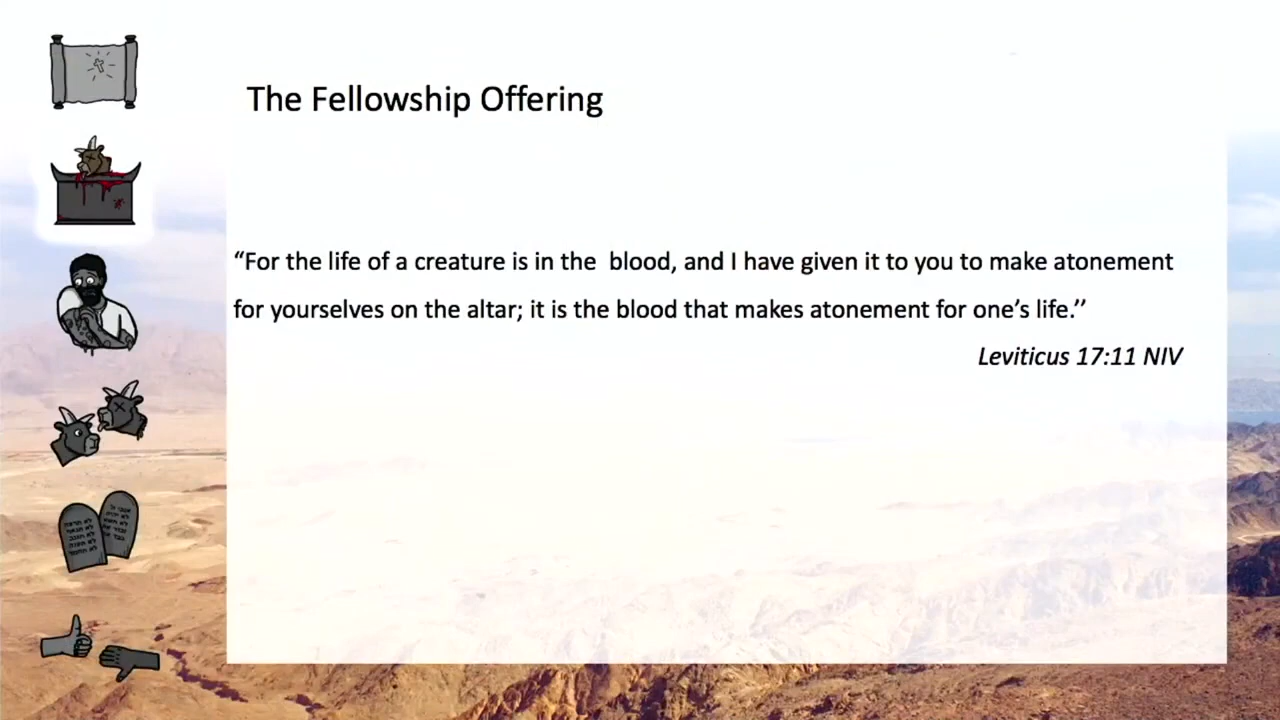 The Fellowship Offering
“For the life of a creature is in the  blood, and I have given it to you to make atonement
for yourselves on the altar; it is the blood that makes atonement for one’s life.’’
Leviticus 17:11 NIV